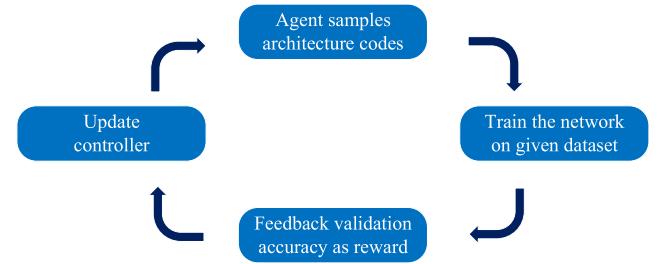 Agent samples
architecture codes
Train the network
on given dataset
Feedback validation
accuracy as reward
Update
controller